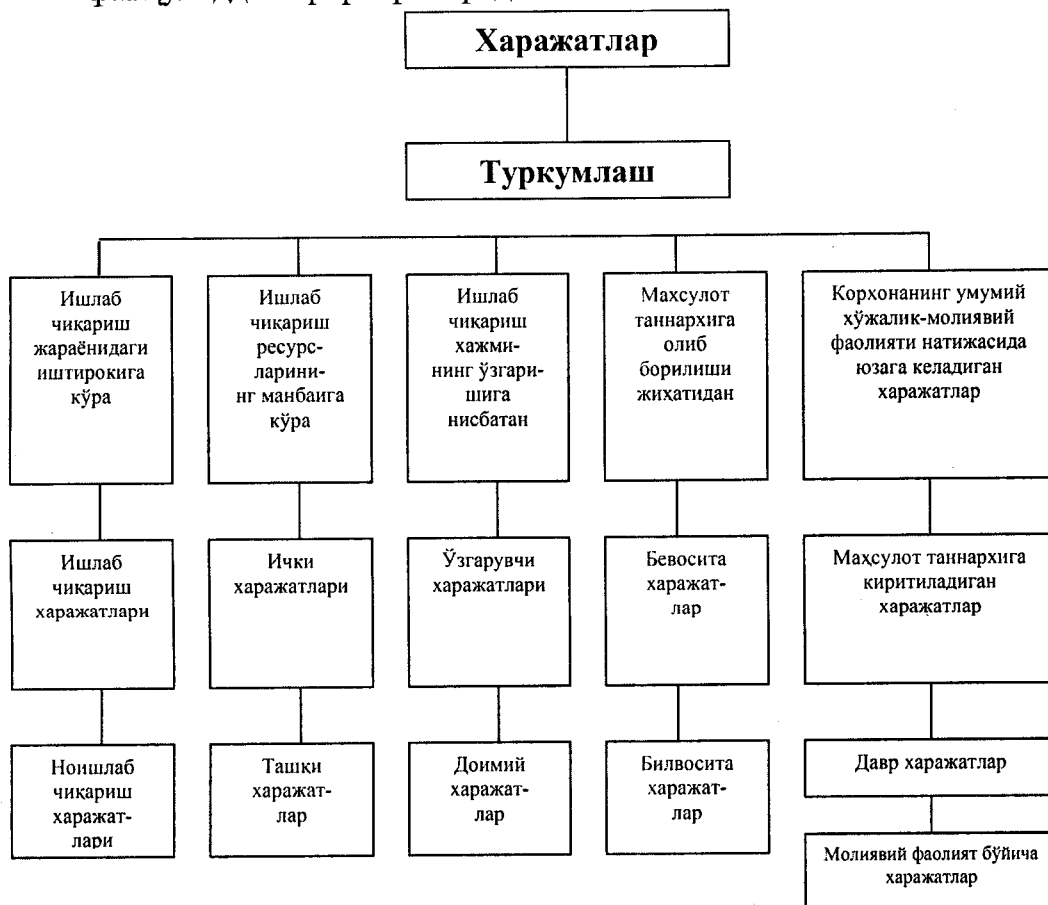 Харажатлар
Туркумлаш
Ишлаб
чиқариш
жараёнидаги
иштирокига
кўра
Ишлаб
чиқариш
ресурс-
ларини-
нг манбаига
кўра
Ишлаб
чиқариш
хажми-
нинг ўзгари-
шига
нисбатан
Махсулот
таннархига
олиб
борилиши
жиҳатидан
Корхонанинг умумий
хўжалик-молиявий
фаолияти натижасида
юзага келадиган
харажатлар
Ишлаб
чиқариш
харажатлари
Ички
харажатлари
Ўзгарувчи
харажатлари
Бевосита
харажат-
лар
Маҳсулот таннархига
киритиладиган
харажатлар
Ноишлаб
чиқариш
харажат-
лари
Ташқи
харажат-
лар
Доимий
харажат-
лар
Билвосита
харажат-
лар
Давр харажатлар
Молиявий фаолият бўйича
харажатлар